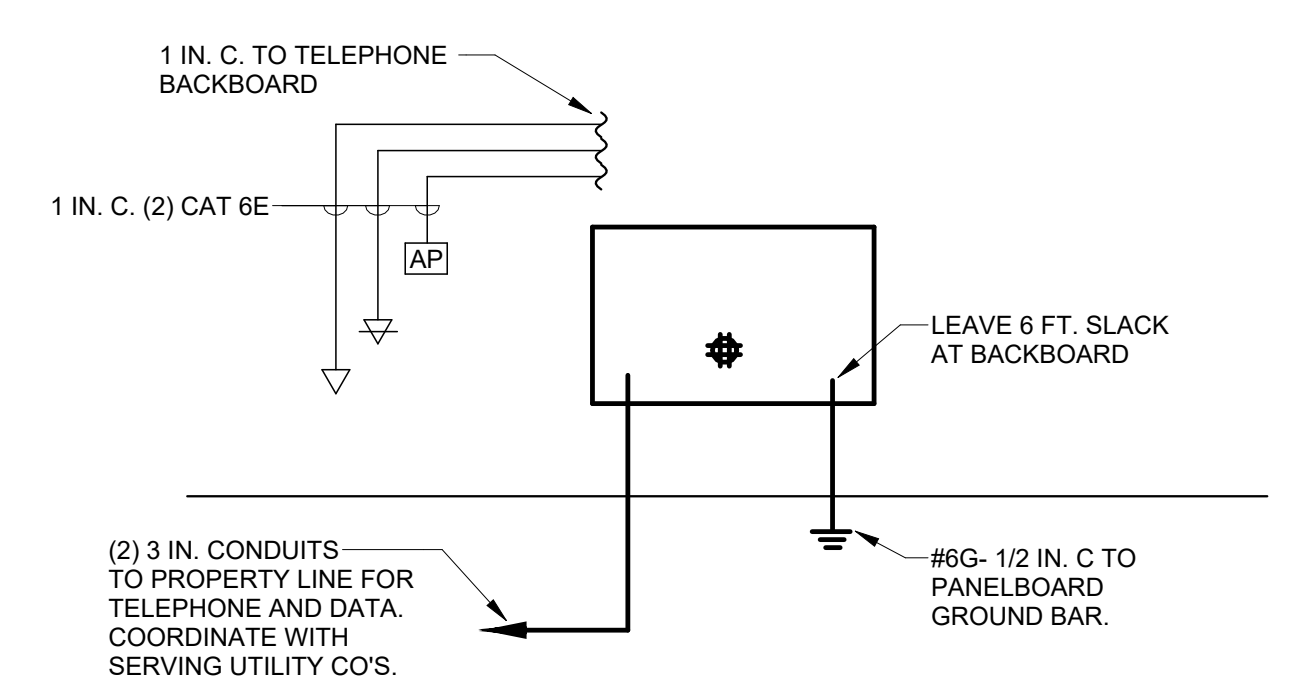 1 IN. C. TO TELEPHONE
BACKBOARD
1 IN. C. (2) CAT 6E
AP
LEAVE 6 FT. SLACK
AT BACKBOARD
(2) 3 IN. CONDUITS
TO PROPERTY LINE FOR
TELEPHONE AND DATA.
COORDINATE WITH
SERVING UTILITY CO'S.
#6G- 1/2 IN. C TO
PANELBOARD
GROUND BAR.